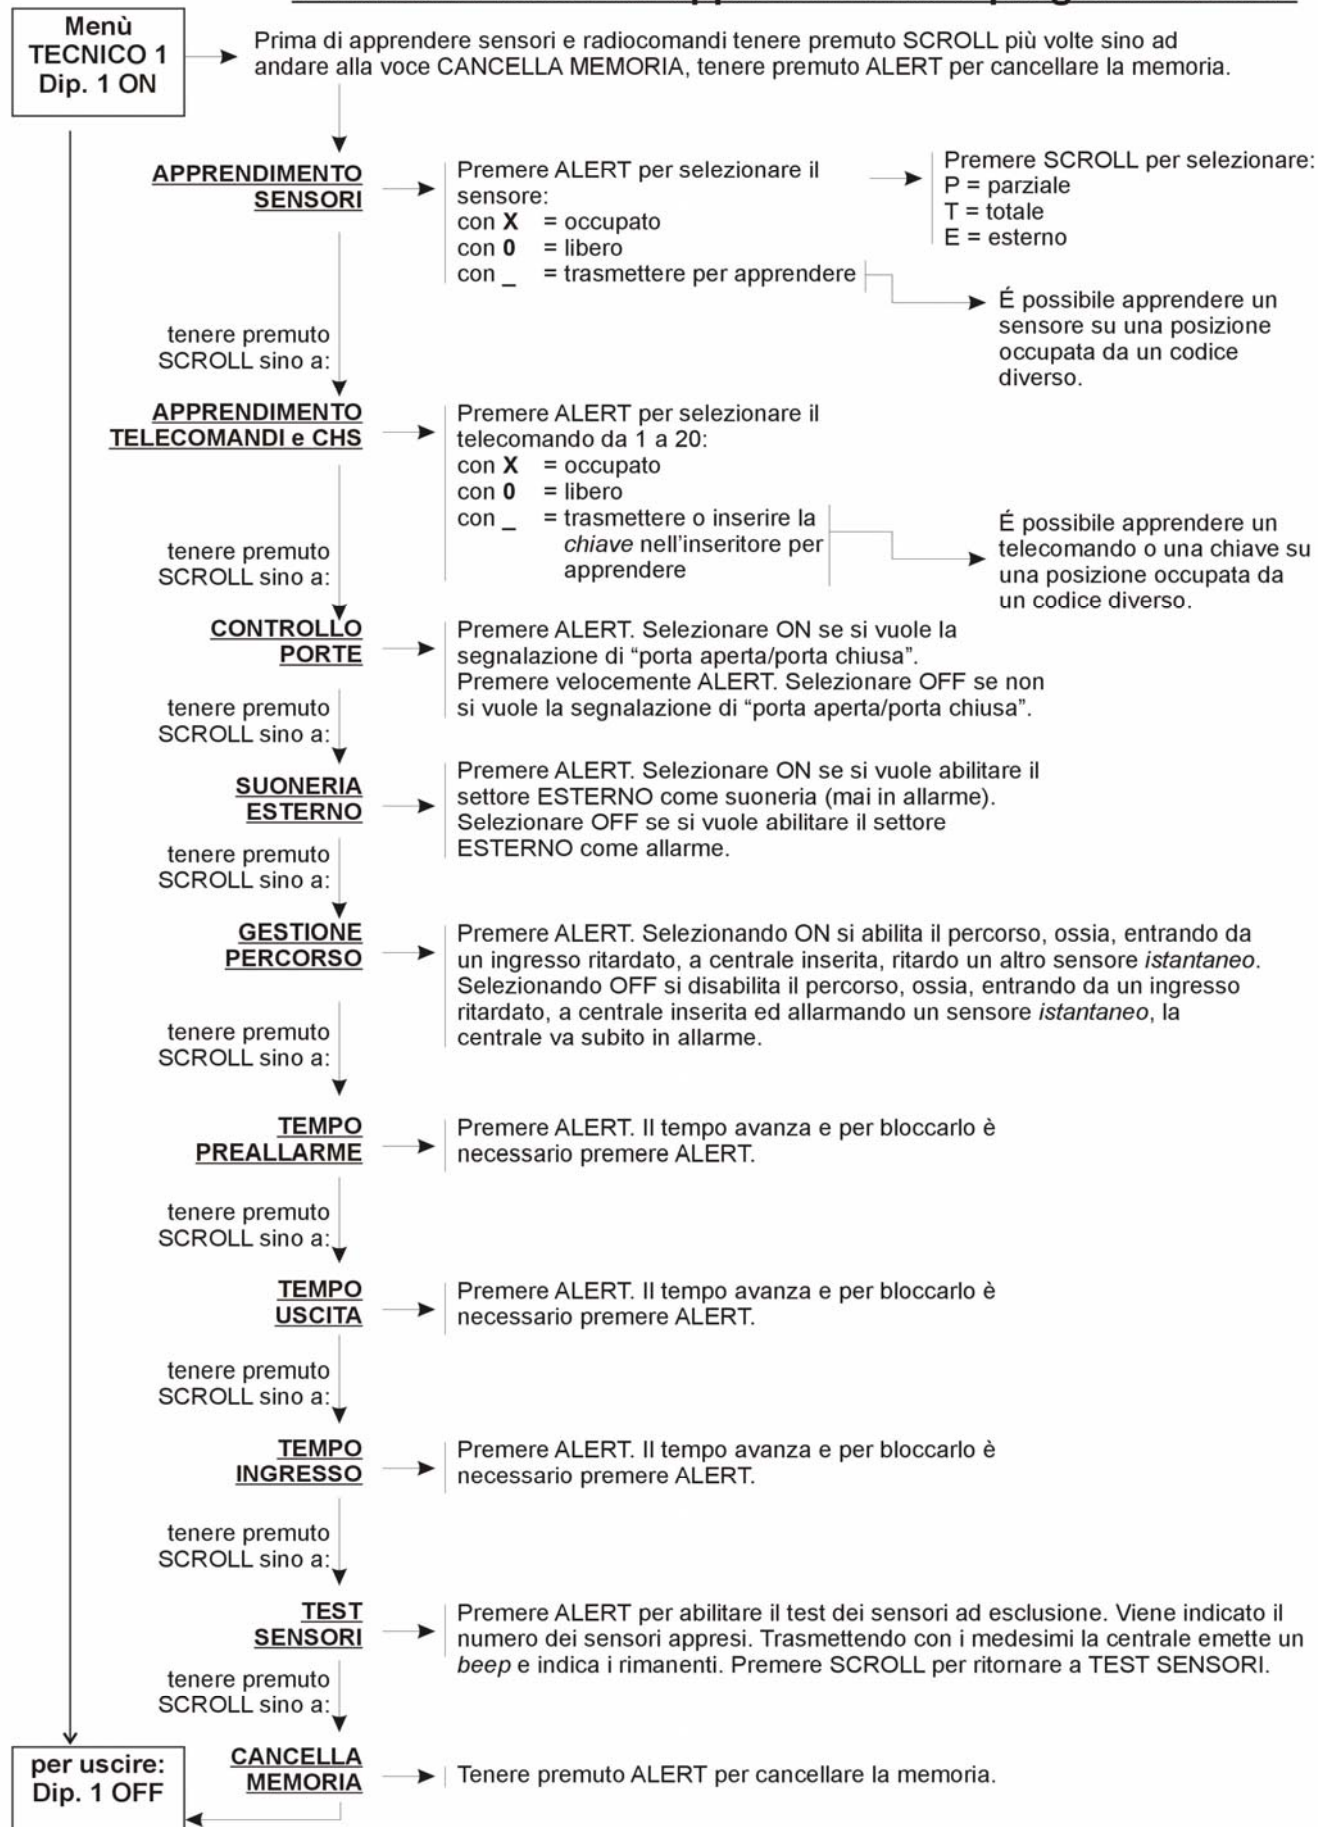 Menù
TECNICO 1
Dip. 1 ON
Prima di apprendere sensori e radiocomandi tenere premuto SCROLL più volte sino ad
andare alla voce CANCELLA MEMORIA, tenere premuto ALERT per cancellare la memoria.
APPRENDIMENTO
SENSORI
Premere ALERT per selezionare il
sensore:
con X = occupato
con 0 = libero
con _ = trasmettere per apprendere
Premere SCROLL per selezionare:
P = parziale
T = totale
E = esterno
É possibile apprendere un
sensore su una posizione
occupata da un codice
diverso.
tenere premuto
SCROLL sino a:
APPRENDIMENTO
TELECOMANDI e CHS
Premere ALERT per selezionare il
telecomando da 1 a 20:
con X = occupato
con 0 = libero
con _ = trasmettere o inserire la
chiave nell'inseritore per
apprendere
É possibile apprendere un
telecomando o una chiave su
una posizione occupata da
un codice diverso.
tenere premuto
SCROLL sino a:
CONTROLLO
PORTE
Premere ALERT. Selezionare ON se si vuole la
segnalazione di “porta aperta/porta chiusa”.
Premere velocemente ALERT. Selezionare OFF se non
si vuole la segnalazione di “porta aperta/porta chiusa”.
tenere premuto
SCROLL sino a:
SUONERIA
ESTERNO
Premere ALERT. Selezionare ON se si vuole abilitare il
settore ESTERNO come suoneria (mai in allarme).
Selezionare OFF se si vuole abilitare il settore
ESTERNO come allarme.
tenere premuto
SCROLL sino a:
GESTIONE
PERCORSO
Premere ALERT. Selezionando ON si abilita il percorso, ossia, entrando da
un ingresso ritardato, a centrale inserita, ritardo un altro sensore istantaneo.
Selezionando OFF si disabilita il percorso, ossia, entrando da un ingresso
ritardato, a centrale inserita ed allarmando un sensore istantaneo, la
centrale va subito in allarme.
tenere premuto
SCROLL sino a:
TEMPO
PREALLARME
Premere ALERT. Il tempo avanza e per bloccarlo è
necessario premere ALERT.
tenere premuto
SCROLL sino a:
TEMPO
USCITA
Premere ALERT. Il tempo avanza e per bloccarlo è
necessario premere ALERT.
tenere premuto
SCROLL sino a:
TEMPO
INGRESSO
Premere ALERT. Il tempo avanza e per bloccarlo è
necessario premere ALERT.
tenere premuto
SCROLL sino a:
TEST
SENSORI
Premere ALERT per abilitare il test dei sensori ad esclusione. Viene indicato il
numero dei sensori appresi. Trasmettendo con i medesimi la centrale emette un
beep e indica i rimanenti. Premere SCROLL per ritornare a TEST SENSORI.
tenere premuto
SCROLL sino a:
CANCELLA
MEMORIA
Tenere premuto ALERT per cancellare la memoria.
per uscire:
Dip. 1 OFF